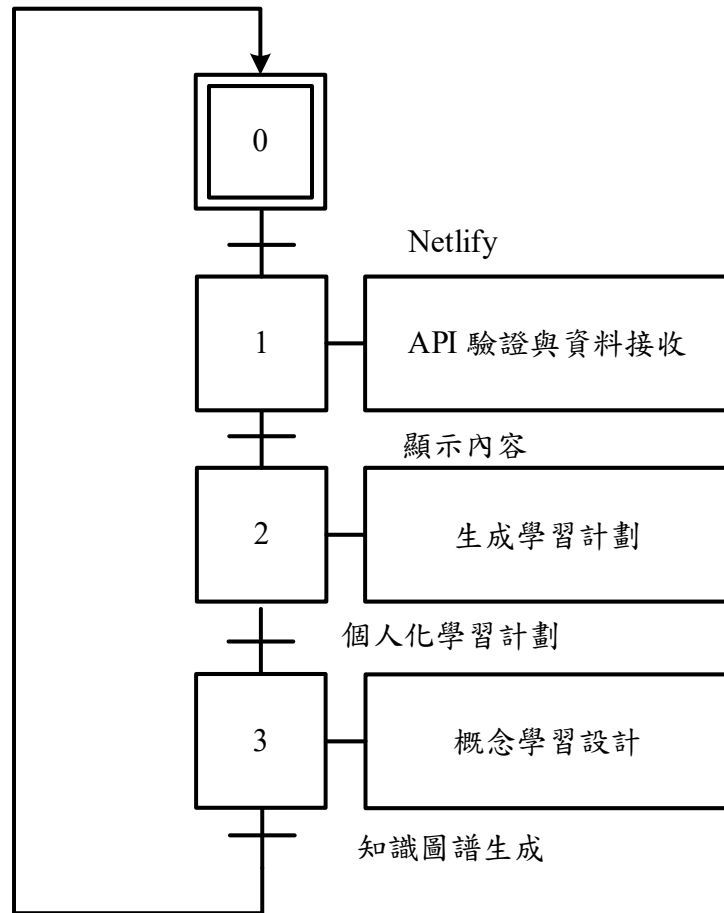 0
Netlify
1
API 驗證與資料接收
顯示內容
2
生成學習計劃
個人化學習計劃
3
概念學習設計
知識圖譜生成